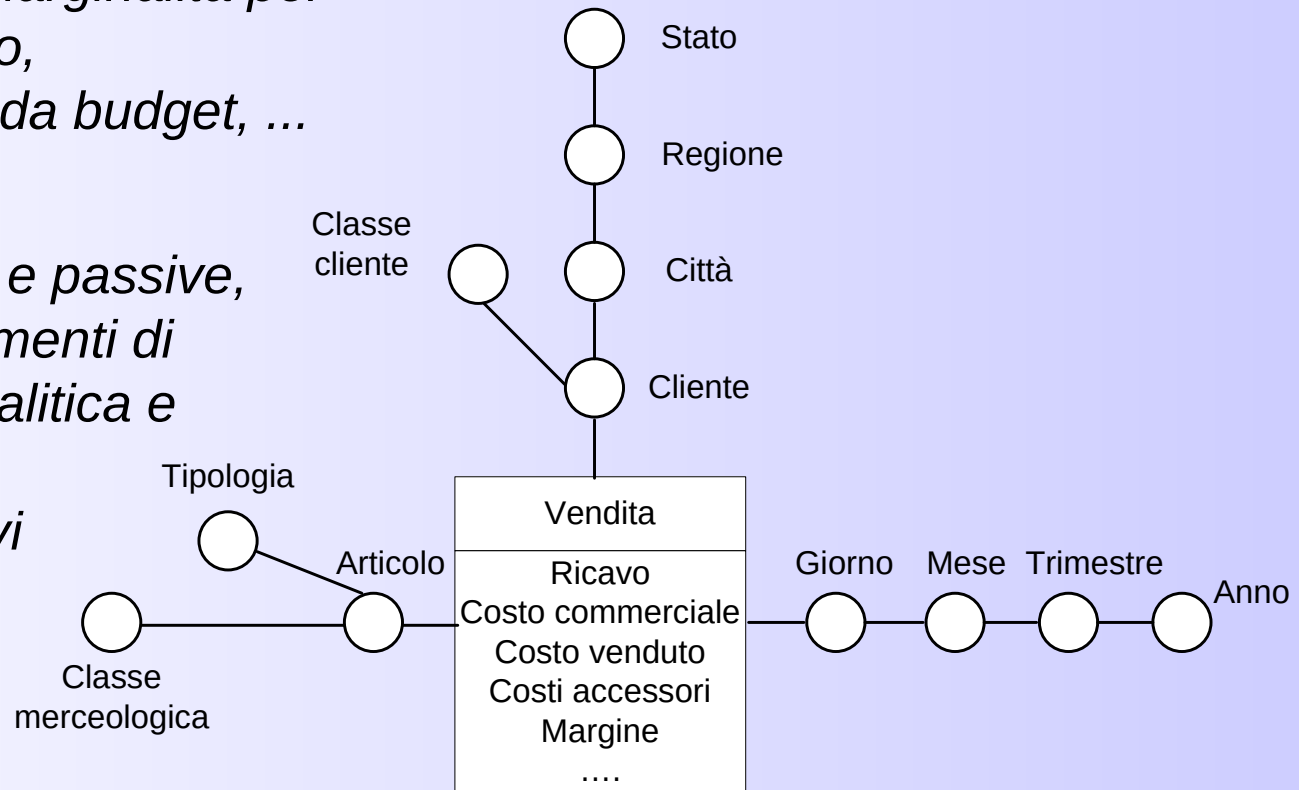 o,
da budget, ...
e passive,
menti di
alitica e
vi
Stato
Regione
Classe
cliente
Città
Cliente
Tipologia
Articolo
Classe
merceologica
Vendita
Ricavo
Costo commerciale
Costo venduto
Costi accessori
Margine
....
Giorno Mese Trimestre
Anno